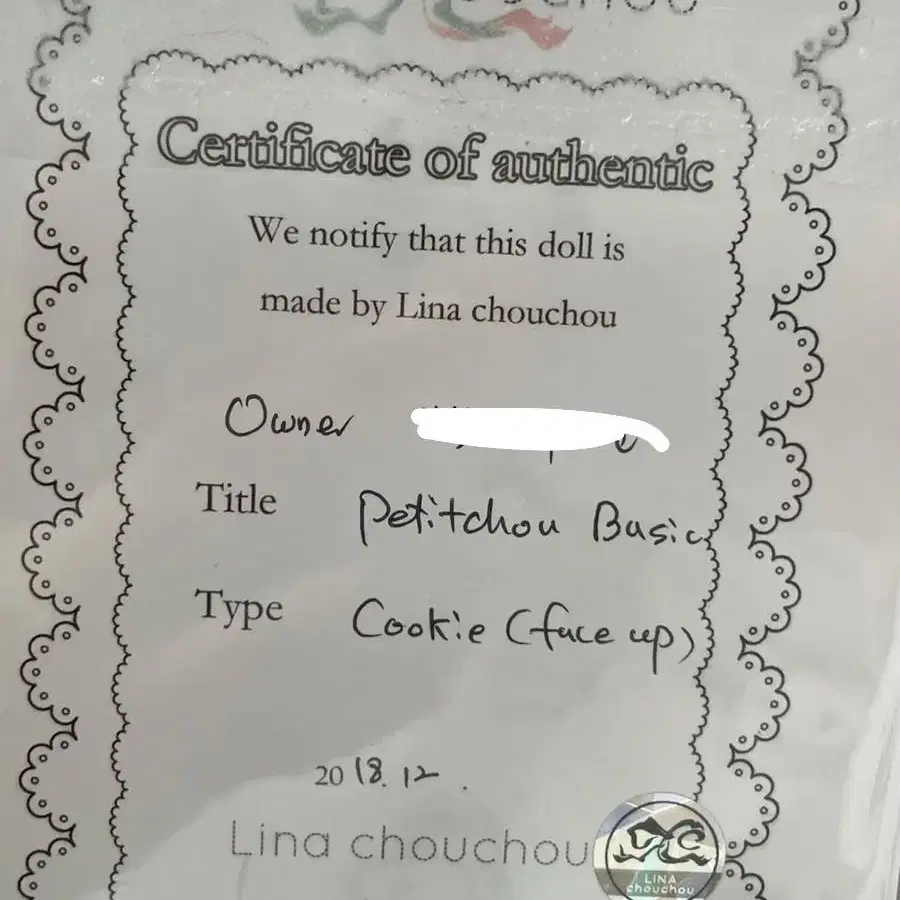 Certificate of authentic
We notify that this doll is
made by Lina chouchou
Owner
Title Petitchou Basic
Type Cookie (face up)
2018.12 .
Lina chouchou
LINA
chouchou